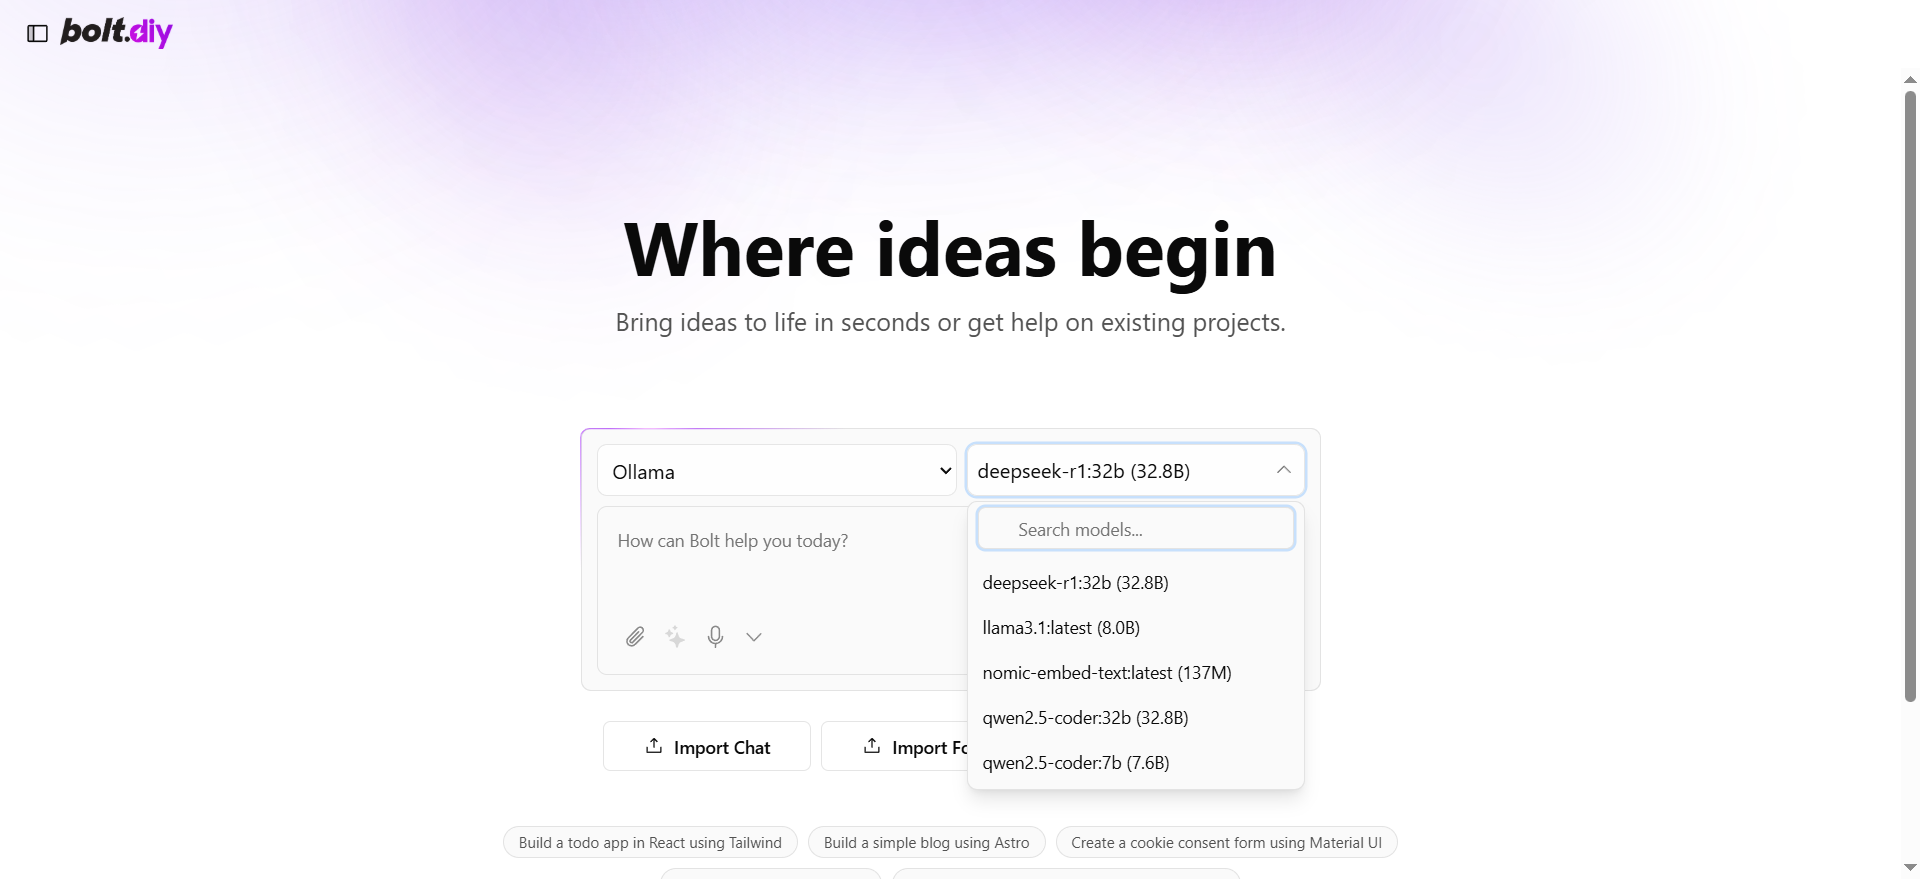 bolt.diy
Where ideas begin
Bring ideas to life in seconds or get help on existing projects.
Ollama
deepseek-r1:32b (32.8B)
How can Bolt help you today?
Search models...
deepseek-r1:32b (32.8B)
llama3.1:latest (8.0B)
nomic-embed-text:latest (137M)
qwen2.5-coder:32b (32.8B)
qwen2.5-coder:7b (7.6B)
Import Chat
Import Fo
Build a todo app in React using Tailwind
Build a simple blog using Astro
Create a cookie consent form using Material UI